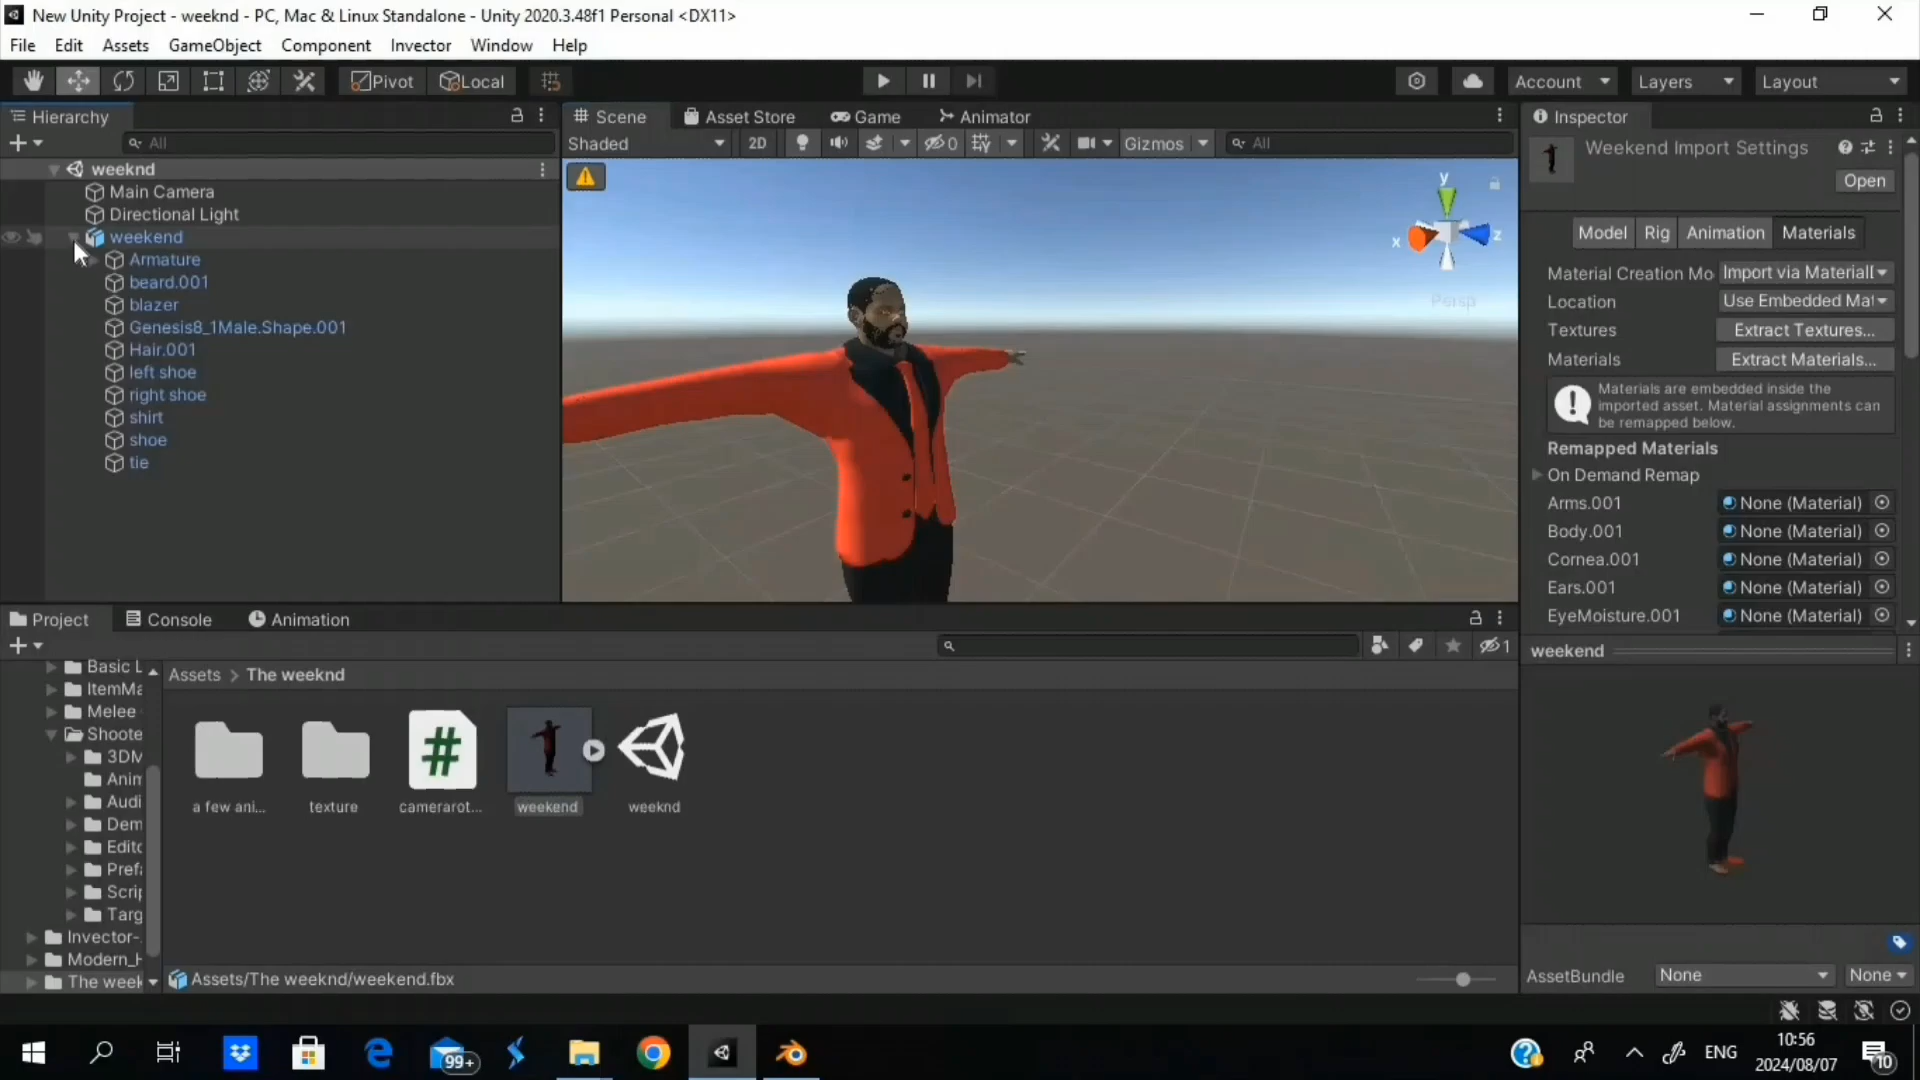 New Unity Project - weeknd - PC, Mac & Linux Standalone - Unity 2020.3.48f1 Personal <DX11>
File Edit Assets GameObject Component Invector Window Help
Pivot Local Account Layers Layout
Hierarchy
All
weeknd
Main Camera
Directional Light
weekend
Armature
beard.001
blazer
Genesis8_1Male.Shape.001
Hair.001
left shoe
right shoe
shirt
shoe
tie
Scene Asset Store Game Animator
Shaded 2D 0 Gizmos All
y
x z
Persp
Inspector
Weekend Import Settings
Open
Model Rig Animation Materials
Material Creation Mo Import via Material
Location Use Embedded Ma
Textures Extract Textures...
Materials Extract Materials...
Materials are embedded inside the
imported asset. Material assignments can
be remapped below.
Remapped Materials
On Demand Remap
Arms.001 None (Material)
Body.001 None (Material)
Cornea.001 None (Material)
Ears.001 None (Material)
EyeMoisture.001 None (Material)
weekend
AssetBundle None None
Project Console Animation
1
Basic L
ItemMa
Melee
Shoote
3DM
Anim
Audi
Dem
Edito
Prefa
Scrip
Targ
Invector-
Modern_H
The week
Assets > The weeknd
a few ani... texture camerarot... weekend weeknd
Assets/The weeknd/weekend.fbx
99+ ENG 10:56
2024/08/07 10